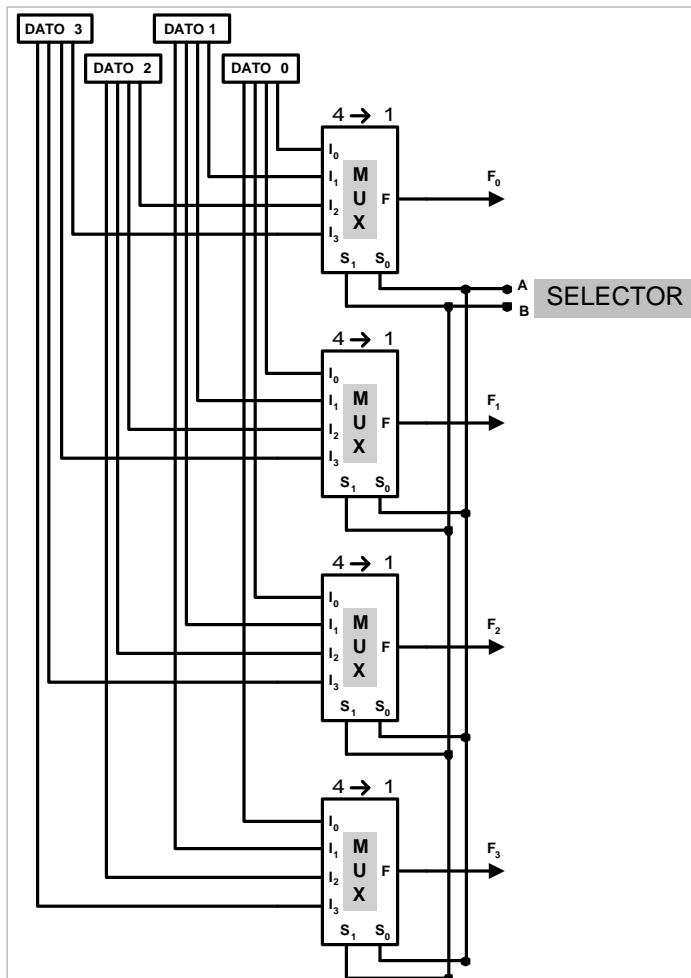 DATO 3
DATO 1
DATO 2
DATO 0
4 → 1
I0
I1
I2
I3
M
U
X
F
S1 S0
F0
A
B
SELECTOR
4 → 1
I0
I1
I2
I3
M
U
X
F
S1 S0
F1
4 → 1
I0
I1
I2
I3
M
U
X
F
S1 S0
F2
4 → 1
I0
I1
I2
I3
M
U
X
F
S1 S0
F3